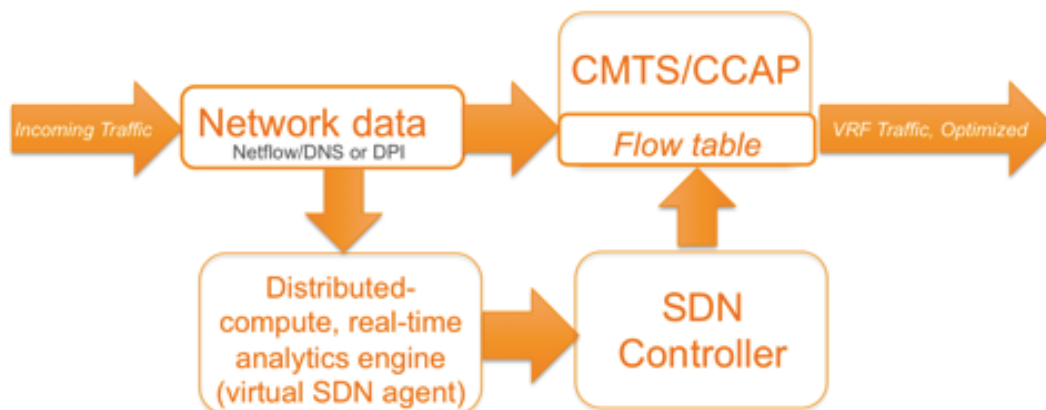 Incoming Traffic
Network data
Netflow/DNS or DPI
CMTS/CCAP
Flow table
VRF Traffic, Optimized
Distributed-
compute, real-time
analytics engine
(virtual SDN agent)
SDN
Controller